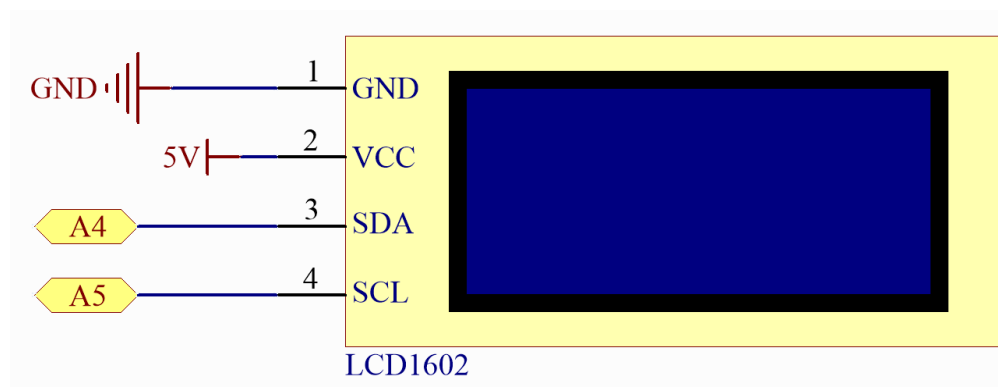 GND 1 GND
5V 2 VCC
A4 3 SDA
A5 4 SCL
LCD1602